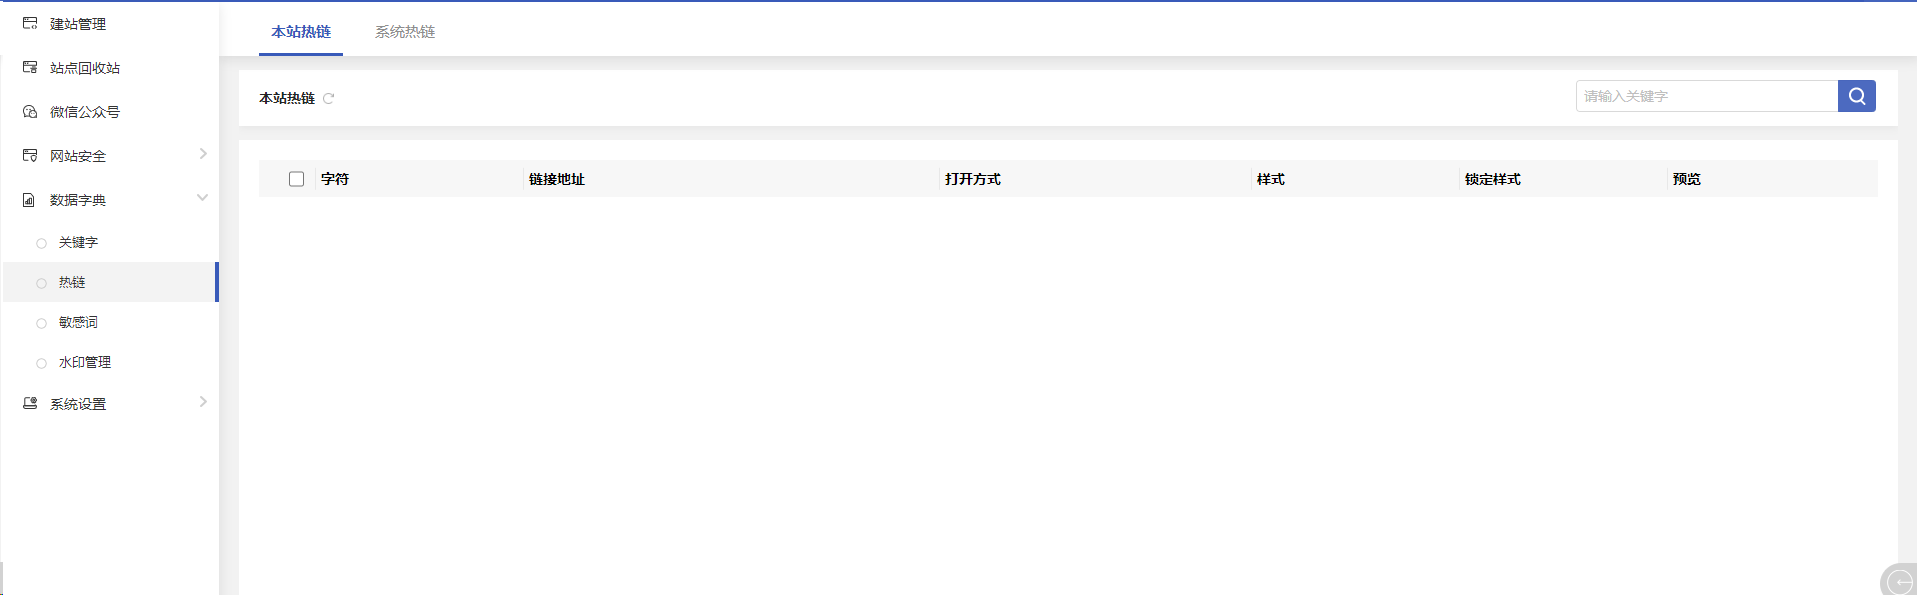 建站管理
站点回收站
微信公众号
网站安全
数据字典
关键字
热链
敏感词
水印管理
系统设置
本站热链 系统热链
本站热链
请输入关键字
字符 链接地址 打开方式 样式 锁定样式 预览